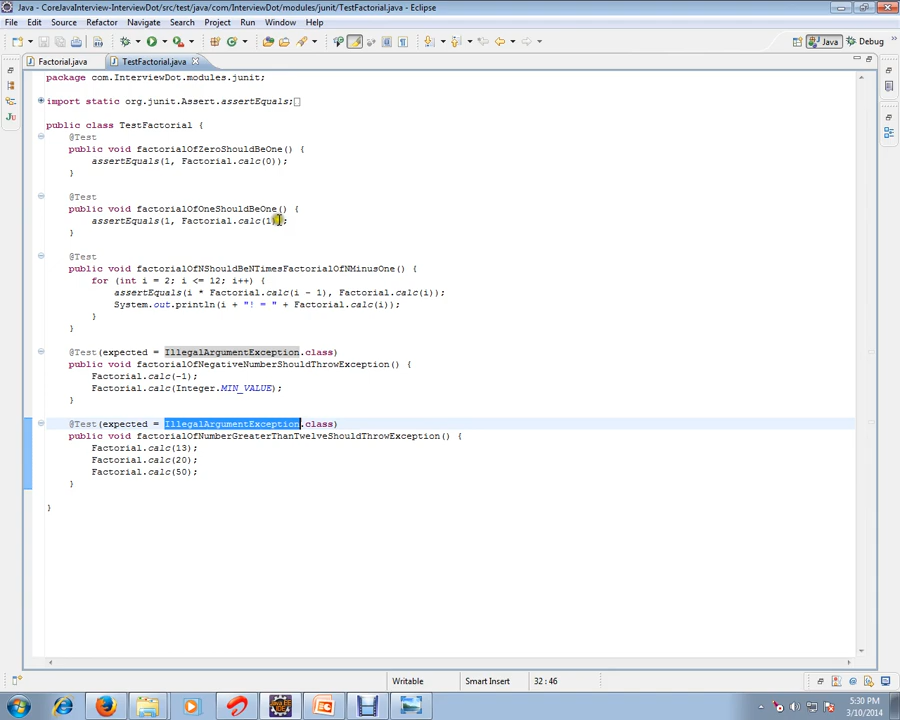 Java - CoreJavaInterview-InterviewDot/src/test/java/com/InterviewDot/modules/junit/TestFactorial.java - Eclipse
File Edit Source Refactor Navigate Search Project Run Window Help
Java Debug
Factorial.java TestFactorial.java
package com.InterviewDot.modules.junit;
import static org.junit.Assert.assertEquals;
public class TestFactorial {
@Test
public void factorialOfZeroShouldBeOne() {
assertEquals(1, Factorial.calc(0));
}
@Test
public void factorialOfOneShouldBeOne() {
assertEquals(1, Factorial.calc(1));
}
@Test
public void factorialOfNShouldBeNTimesFactorialOfNMinusOne() {
for (int i = 2; i <= 12; i++) {
assertEquals(i * Factorial.calc(i - 1), Factorial.calc(i));
System.out.println(i + "! = " + Factorial.calc(i));
}
}
@Test(expected = IllegalArgumentException.class)
public void factorialOfNegativeNumberShouldThrowException() {
Factorial.calc(-1);
Factorial.calc(Integer.MIN_VALUE);
}
@Test(expected = IllegalArgumentException.class)
public void factorialOfNumberGreaterThanTwelveShouldThrowException() {
Factorial.calc(13);
Factorial.calc(20);
Factorial.calc(50);
}
}
Writable Smart Insert 32 : 46
5:30 PM
3/10/2014